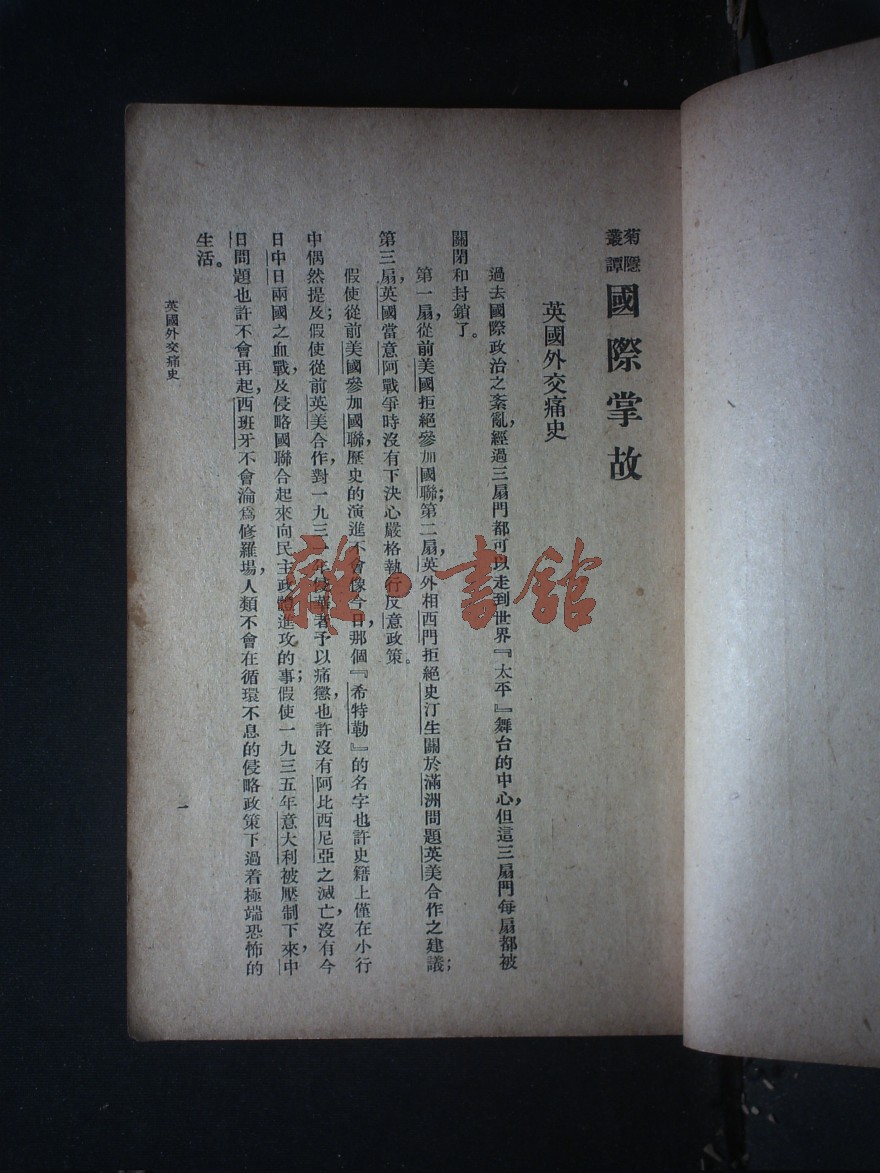 菊隱叢譚 國際掌故
英國外交痛史
過去國際政治之紊亂，經過三扇門都可以走到世界『太平』舞台的中心，但這三扇門每扇都被
關閉和封鎖了。
第一扇，從前美國拒絕參加國聯；第二扇，英外相西門拒絕史汀生關於滿洲問題英美合作之建議；
第三扇，英國當意阿戰爭時沒有下決心嚴格執行反意政策。
假使從前美國參加國聯，歷史的演進不會像今日，那個『希特勒』的名字也許史籍上僅在小行
中偶然提及；假使從前英美合作，對一九三一年侵華者予以痛懲，也許沒有阿比西尼亞之滅亡，沒有今
日中日兩國之血戰，及侵略國聯合起來向民主政體進攻的事；假使一九三五年意大利被壓制下來，中
日問題也許不會再起，西班牙不會淪爲修羅場，人類不會在循環不息的侵略政策下過着極端恐怖的
生活。
英國外交痛史
一
雜·書館